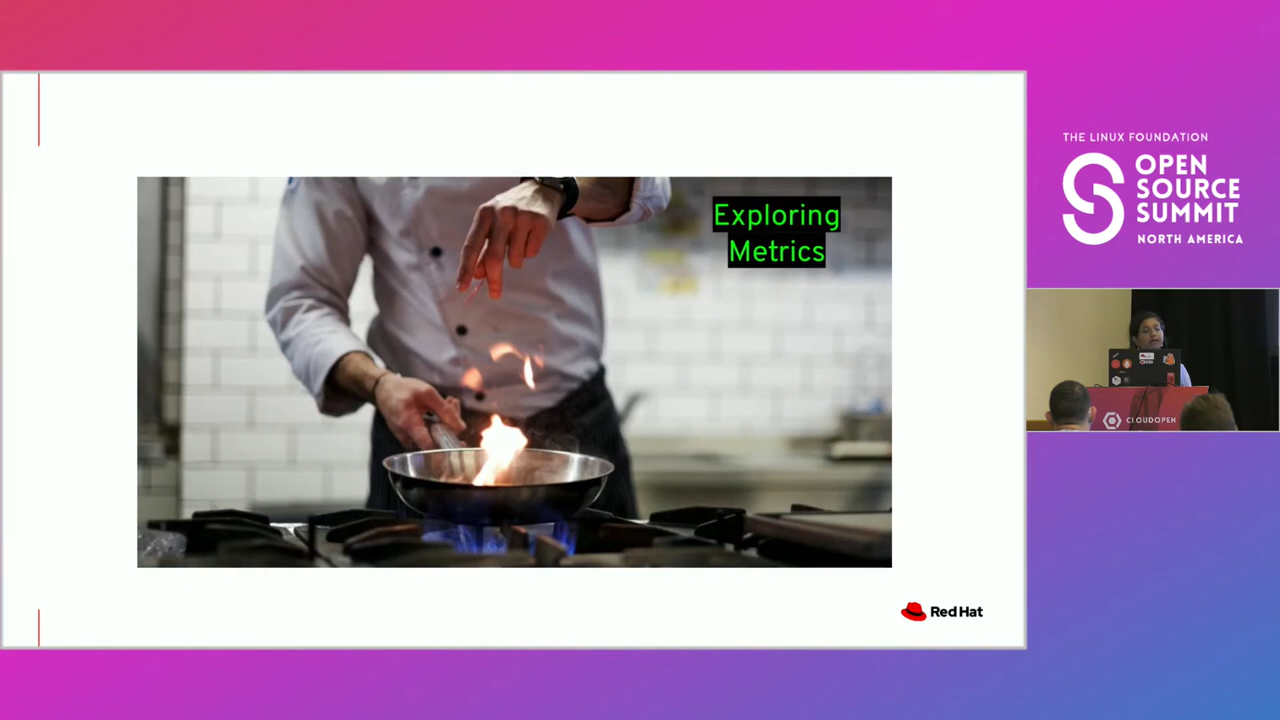 Exploring
Metrics
Red Hat
THE LINUX FOUNDATION
OPEN
SOURCE
SUMMIT
NORTH AMERICA
CLOUDOPEN